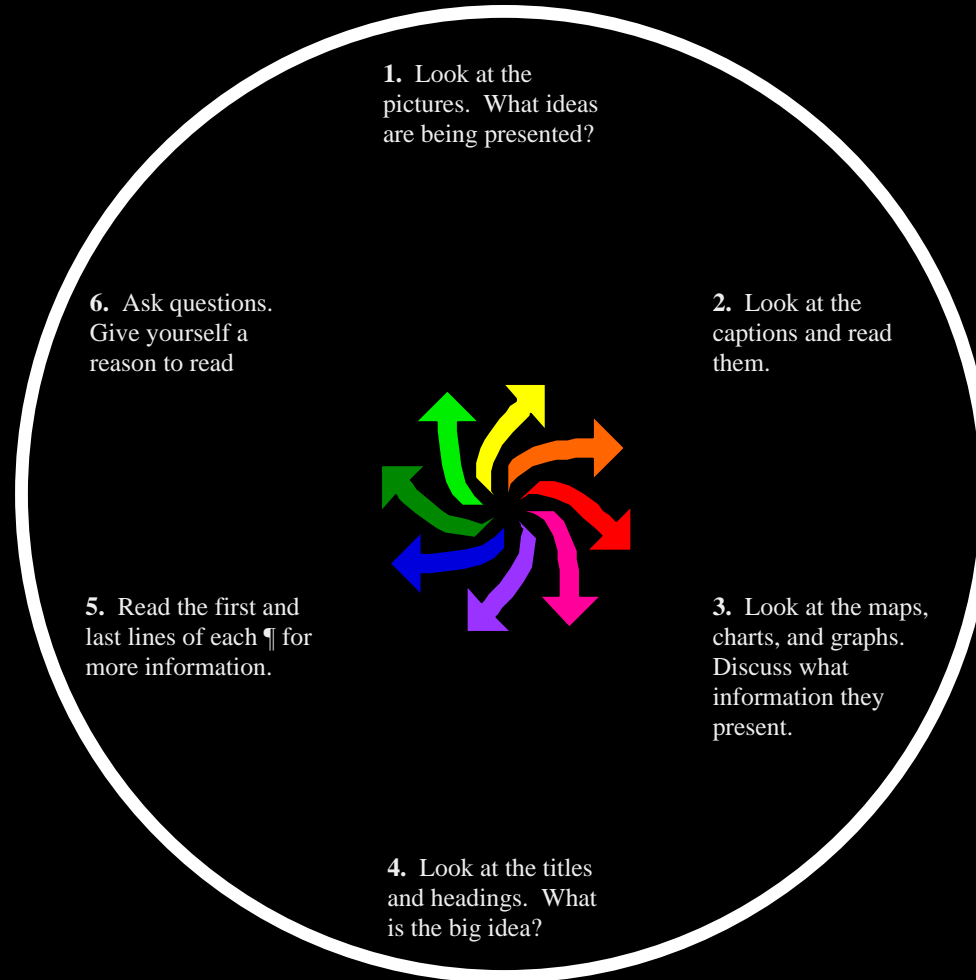 1.  Look at the
pictures.  What ideas
are being presented?
2.  Look at the
captions and read
them.
3.  Look at the maps,
charts, and graphs.
Discuss what
information they
present.
4.  Look at the titles
and headings.  What
is the big idea?
5.  Read the first and
last lines of each ¶ for
more information.
6.  Ask questions.
Give yourself a
reason to read